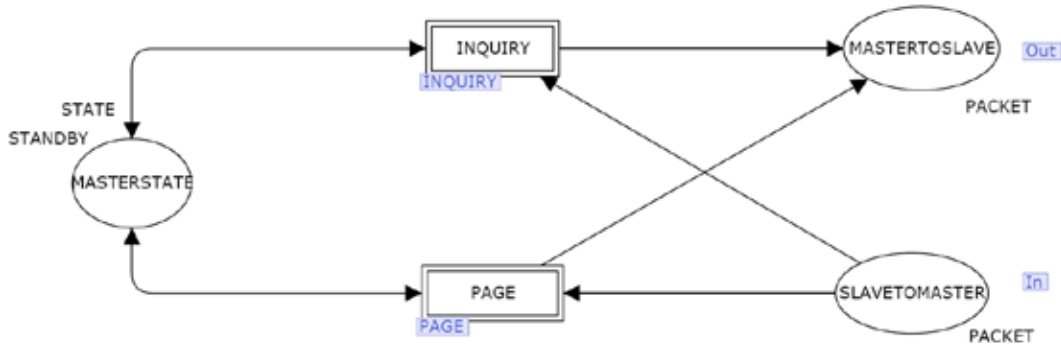 INQUIRY
INQUIRY
MASTERTOSLAVE
Out
PACKET
STATE
STANDBY
MASTERSTATE
PAGE
PAGE
SLAVETOMASTER
In
PACKET